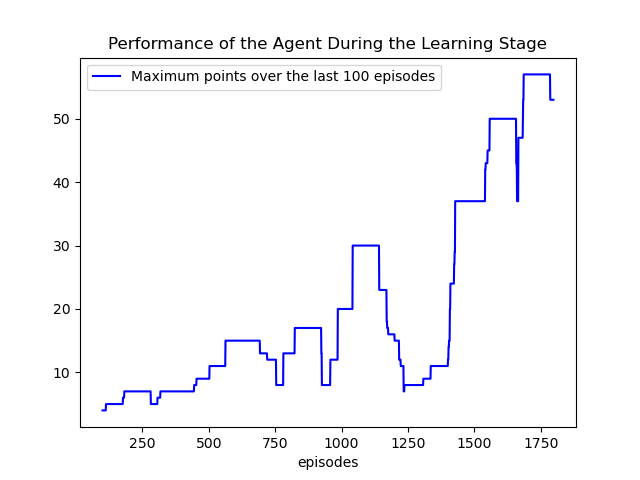 Performance of the Agent During the Learning Stage
Maximum points over the last 100 episodes
50
40
30
20
10
250 500 750 1000 1250 1500 1750
episodes